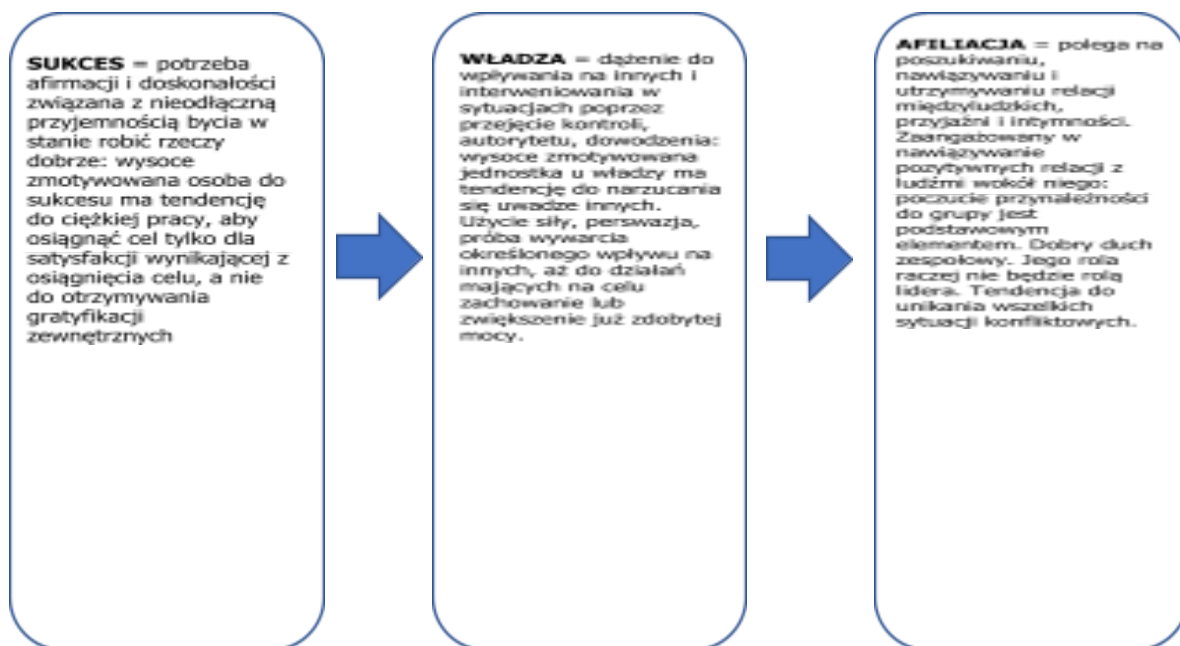 SUKCES = potrzeba
afirmacji i doskonałości
związana z nieodłączną
przyjemnością bycia w
stanie robić rzeczy
dobrze: wysoce
zmotywowana osoba do
sukcesu ma tendencję
do ciężkiej pracy, aby
osiągnąć cel tylko dla
satysfakcji wynikającej z
osiągnięcia celu, a nie
do otrzymywania
gratyfikacji
zewnętrznych
WŁADZA = dążenie do
wpływania na innych i
interweniowania w
sytuacjach poprzez
przejęcie kontroli,
autorytetu, dowodzenia:
wysoce zmotywowana
jednostka u władzy ma
tendencję do narzucania
się uwadze innych.
Użycie siły, perswazja,
próba wywarcia
określonego wpływu na
innych, aż do działań
mających na celu
zachowanie lub
zwiększenie już zdobytej
mocy.
AFILIACJA = polega na
poszukiwaniu,
nawiązywaniu i
utrzymywaniu relacji
międzyludzkich,
przyjaźni i intymności.
Zaangażowany w
nawiązywanie
pozytywnych relacji z
ludźmi wokół niego:
poczucie przynależności
do grupy jest
podstawowym
elementem. Dobry duch
zespołowy. Jego rola
raczej nie będzie rolą
lidera. Tendencja do
unikania wszelkich
sytuacji konfliktowych.